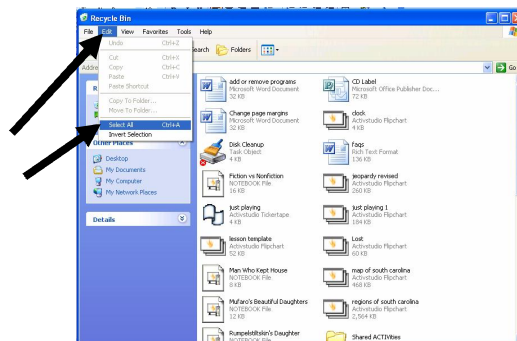 Recycle Bin
File Edit View Favorites Tools Help
Undo Ctrl+Z
Cut Ctrl+X
Copy Ctrl+C
Paste Ctrl+V
Paste Shortcut
Copy To Folder...
Move To Folder...
Select All Ctrl+A
Invert Selection
Search Folders
Go
Other Places
Desktop
My Documents
My Computer
My Network Places
Details
add or remove programs
Microsoft Word Document
32 KB
CD Label
Microsoft Office Publisher Doc...
72 KB
Change page margins
Microsoft Word Document
32 KB
clock
Activstudio Flipchart
4 KB
Disk Cleanup
Task Object
4 KB
faqs
Rich Text Format
136 KB
Fiction vs Nonfiction
NOTEBOOK File
16 KB
jeopardy revised
Activstudio Flipchart
260 KB
just playing
Activstudio Tickertape
4 KB
just playing 1
Activstudio Flipchart
184 KB
lesson template
Activstudio Flipchart
52 KB
Lost
Activstudio Flipchart
60 KB
Man Who Kept House
NOTEBOOK File
8 KB
map of south carolina
Activstudio Flipchart
468 KB
Mufaro's Beautiful Daughters
NOTEBOOK File
12 KB
regions of south carolina
Activstudio Flipchart
2,564 KB
Rumpelstiltskin's Daughter
NOTEBOOK File
Shared ACTIVities